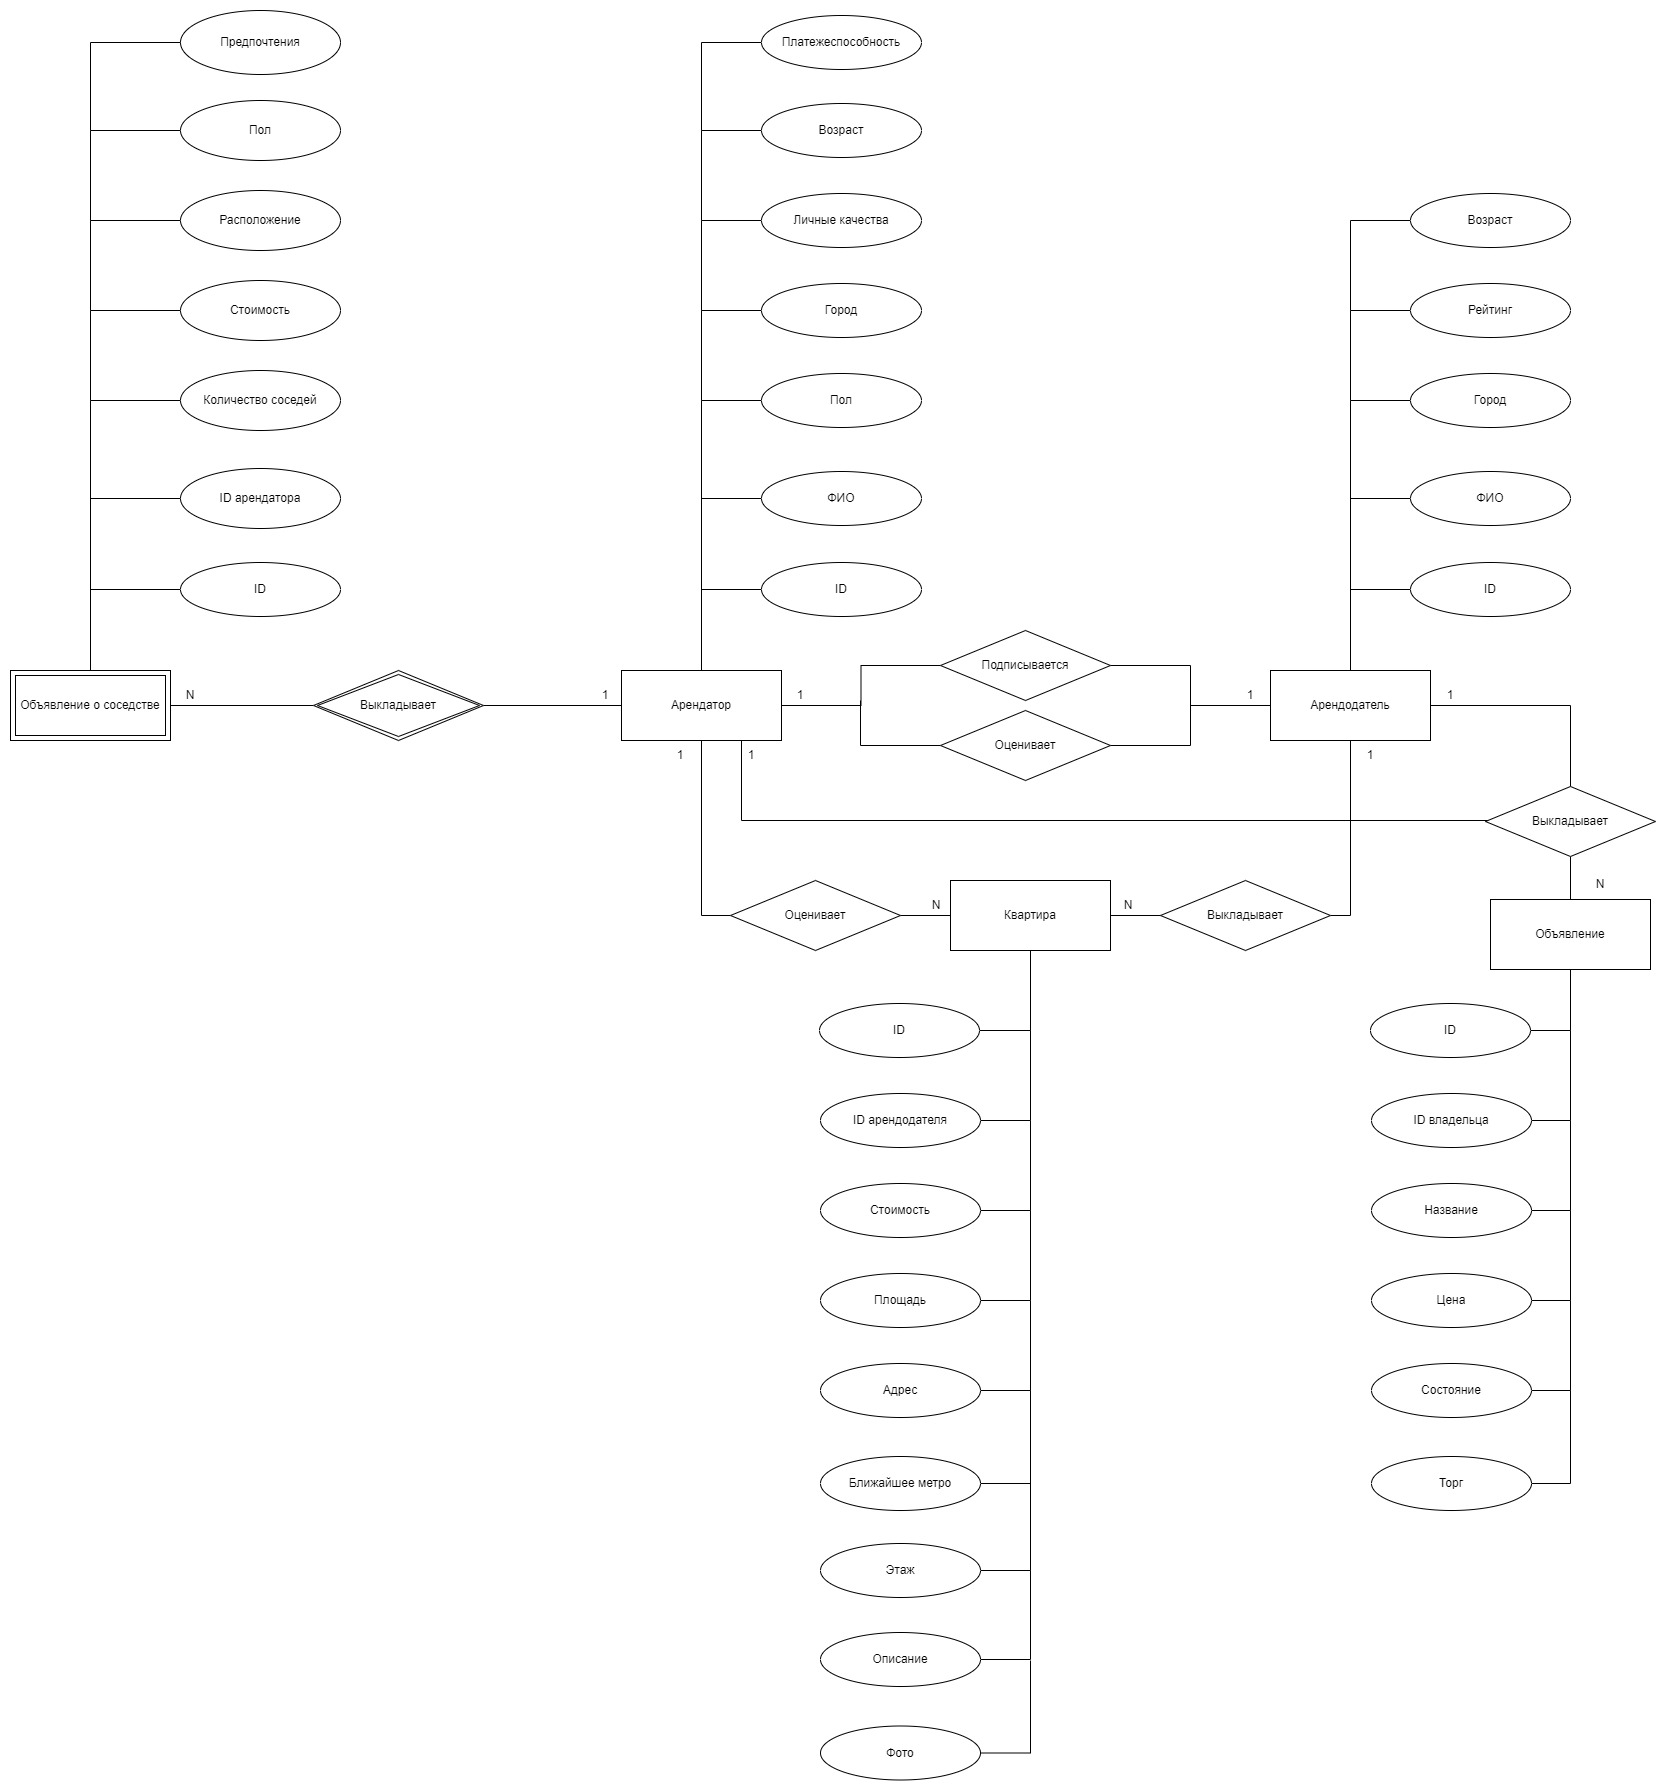 Предпочтения
Пол
Расположение
Стоимость
Количество соседей
ID арендатора
ID
Объявление о соседстве
N
Выкладывает
1
Платежеспособность
Возраст
Личные качества
Город
Пол
ФИО
ID
Арендатор
1
1
1
Подписывается
Оценивает
1
Возраст
Рейтинг
Город
ФИО
ID
Арендодатель
1
1
Выкладывает
N
Объявление
Оценивает
N
Квартира
N
Выкладывает
ID
ID арендодателя
Стоимость
Площадь
Адрес
Ближайшее метро
Этаж
Описание
Фото
ID
ID владельца
Название
Цена
Состояние
Торг